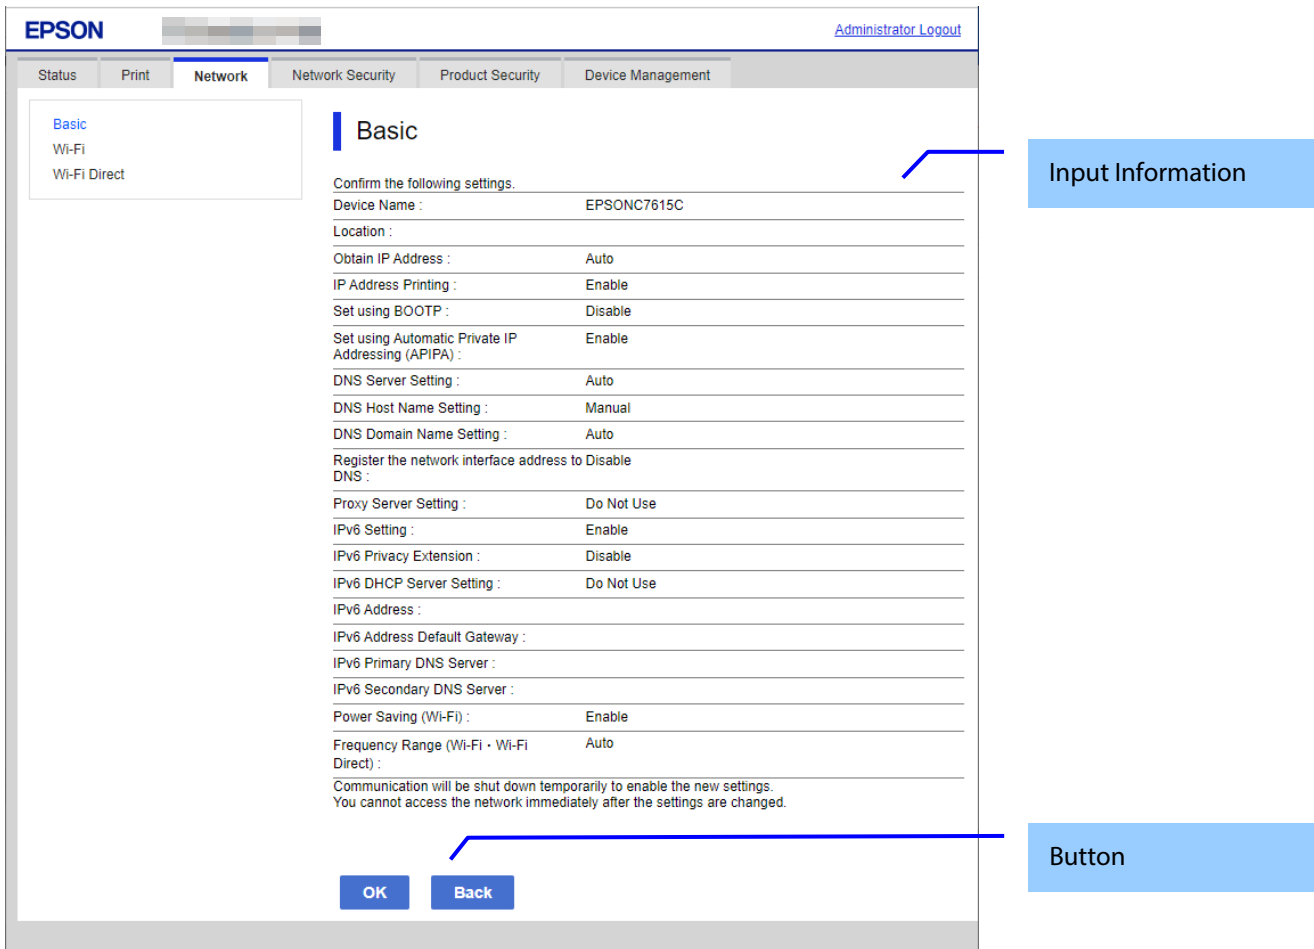 EPSON
Administrator Logout
Status Print Network Network Security Product Security Device Management
Basic
Wi-Fi
Wi-Fi Direct
Basic
Input Information
Confirm the following settings.
Device Name : EPSONC7615C
Location :
Obtain IP Address : Auto
IP Address Printing : Enable
Set using BOOTP : Disable
Set using Automatic Private IP Enable
Addressing (APIPA) :
DNS Server Setting : Auto
DNS Host Name Setting : Manual
DNS Domain Name Setting : Auto
Register the network interface address to Disable
DNS :
Proxy Server Setting : Do Not Use
IPv6 Setting : Enable
IPv6 Privacy Extension : Disable
IPv6 DHCP Server Setting : Do Not Use
IPv6 Address :
IPv6 Address Default Gateway :
IPv6 Primary DNS Server :
IPv6 Secondary DNS Server :
Power Saving (Wi-Fi) : Enable
Frequency Range (Wi-Fi・Wi-Fi Auto
Direct) :
Communication will be shut down temporarily to enable the new settings.
You cannot access the network immediately after the settings are changed.
Button
OK Back